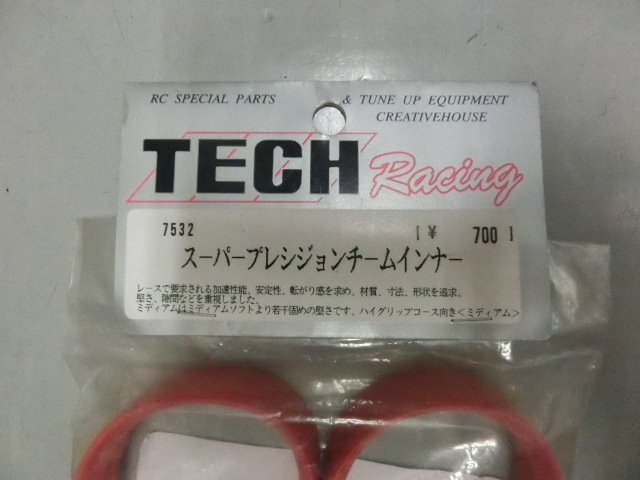 RC SPECIAL PARTS & TUNE UP EQUIPMENT
CREATIVEHOUSE
TECH Racing
7532 [ ¥ 700 ]
スーパープレシジョンチームインナー
レースで要求される加速性能、安定性、転がり感を求め、材質、寸法、形状を追求。
堅さ、隙間などを重視しました。
ミディアムはミディアムソフトより若干固めの堅さです、ハイグリップコース向き<ミディアム>